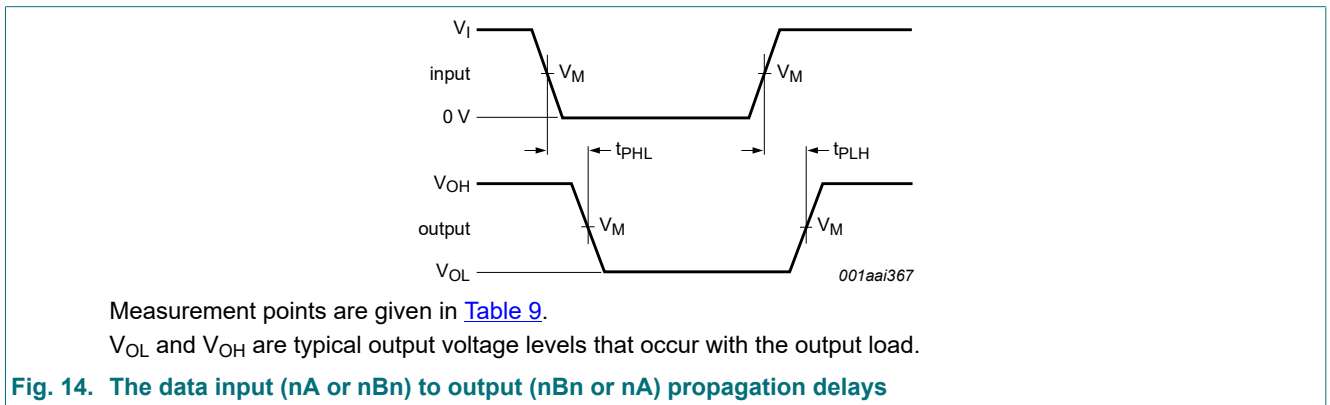 VI
input
VM
VM
0 V
tPHL
tPLH
VOH
output
VM
VM
VOL
001aai367
Measurement points are given in Table 9.
VOL and VOH are typical output voltage levels that occur with the output load.
Fig. 14. The data input (nA or nBn) to output (nBn or nA) propagation delays